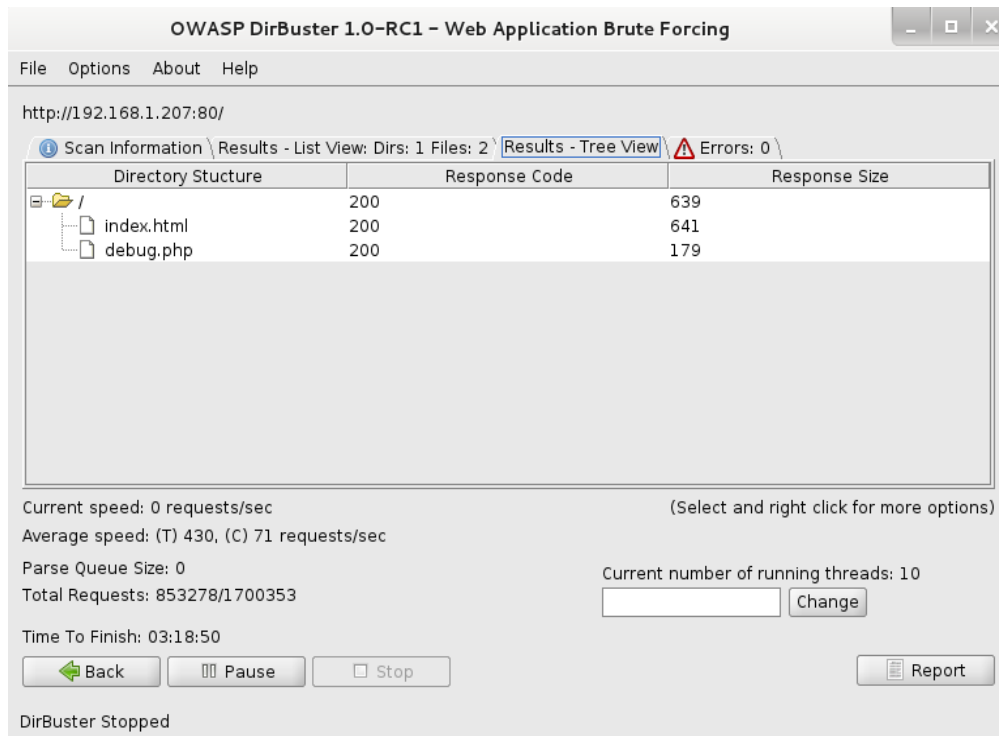 OWASP DirBuster 1.0-RC1 - Web Application Brute Forcing
File Options About Help
http://192.168.1.207:80/
Scan Information Results - List View: Dirs: 1 Files: 2 Results - Tree View Errors: 0
Directory Stucture Response Code Response Size
/ 200 639
index.html 200 641
debug.php 200 179
Current speed: 0 requests/sec (Select and right click for more options)
Average speed: (T) 430, (C) 71 requests/sec
Parse Queue Size: 0
Current number of running threads: 10
Total Requests: 853278/1700353
Change
Time To Finish: 03:18:50
Back Pause Stop Report
DirBuster Stopped